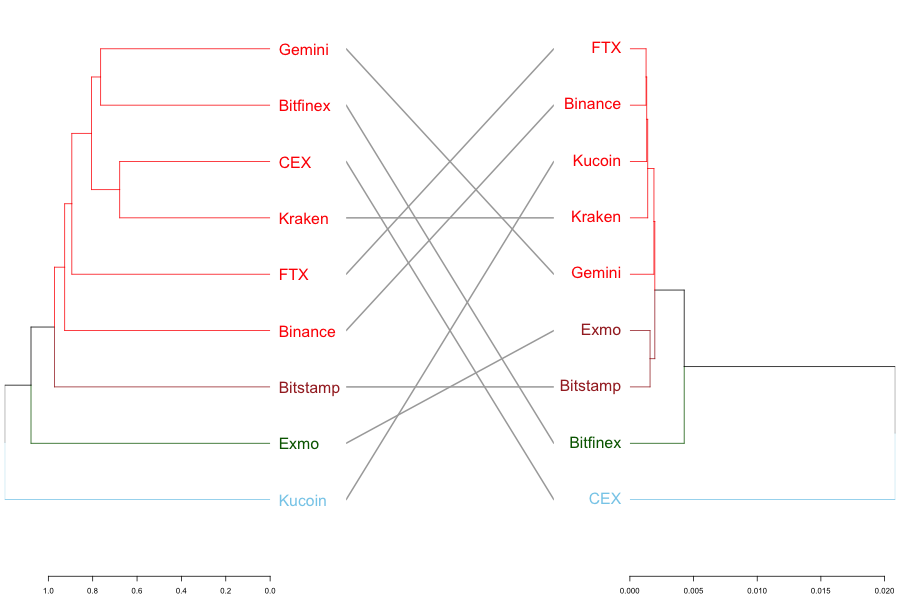 Gemini FTX
Bitfinex Binance
CEX Kucoin
Kraken Kraken
FTX Gemini
Binance Exmo
Bitstamp Bitstamp
Exmo Bitfinex
Kucoin CEX
1.0 0.8 0.6 0.4 0.2 0.0 0.000 0.005 0.010 0.015 0.020